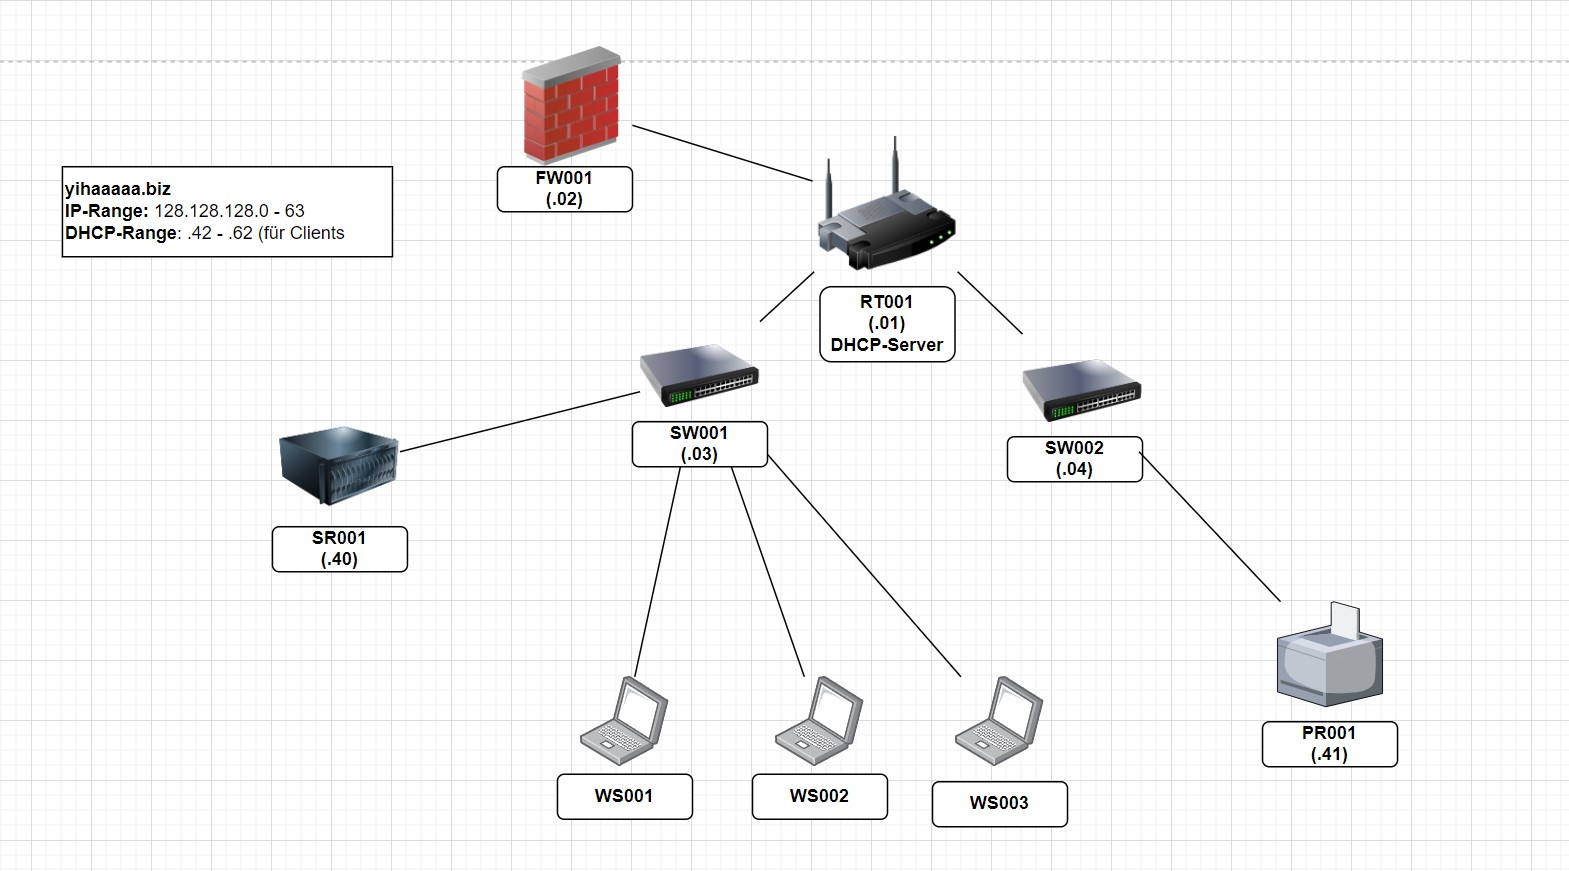 FW001
(.02)
yihaaaaa.biz
IP-Range: 128.128.128.0 - 63
DHCP-Range: .42 - .62 (für Clients
RT001
(.01)
DHCP-Server
SW001
(.03)
SW002
(.04)
SR001
(.40)
PR001
(.41)
WS001
WS002
WS003